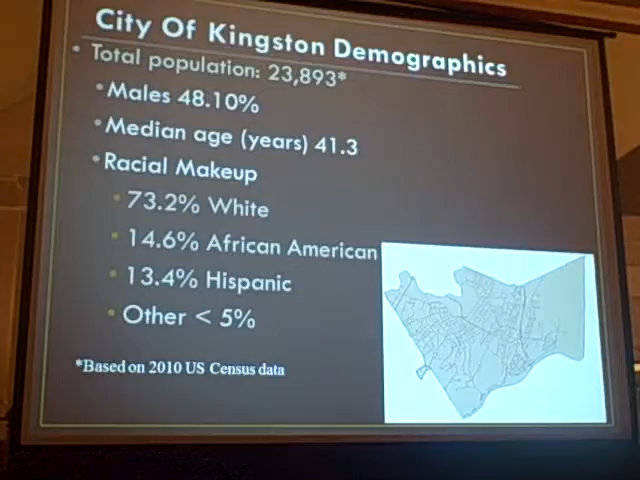 City Of Kingston Demographics
• Total population: 23,893*
• Males 48.10%
• Median age (years) 41.3
• Racial Makeup
• 73.2% White
• 14.6% African American
• 13.4% Hispanic
• Other < 5%
*Based on 2010 US Census data